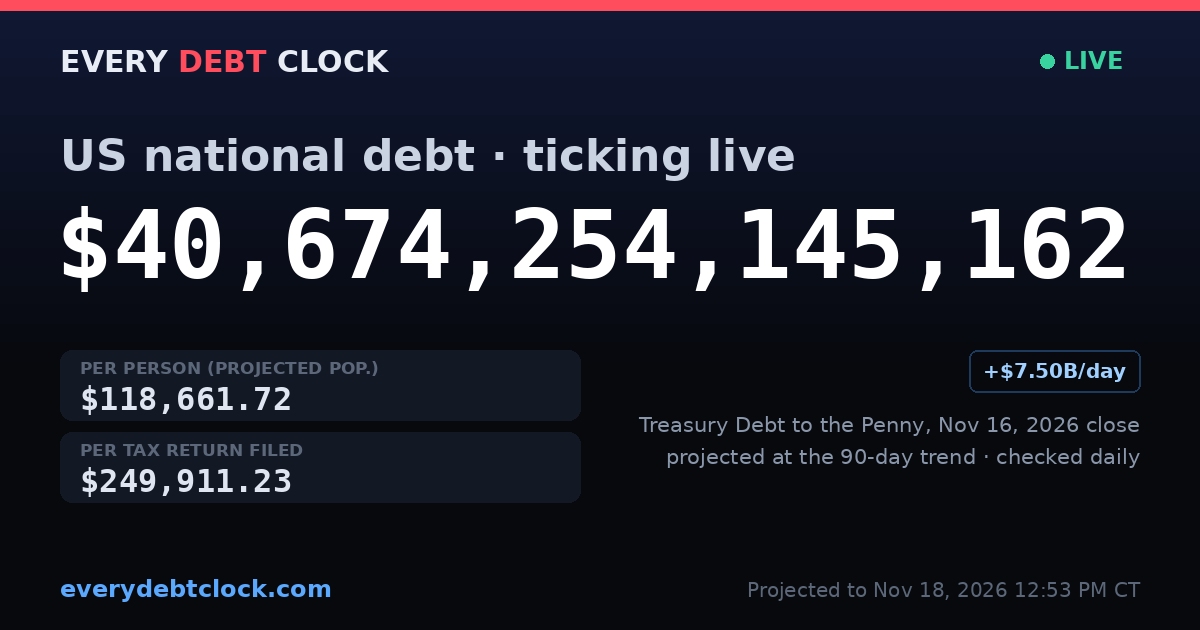 EVERY DEBT CLOCK
LIVE
US national debt · ticking live
$40,674,254,145,162
PER PERSON (PROJECTED POP.)
$118,661.72
PER TAX RETURN FILED
$249,911.23
+$7.50B/day
Treasury Debt to the Penny, Nov 16, 2026 close
projected at the 90-day trend · checked daily
everydebtclock.com
Projected to Nov 18, 2026 12:53 PM CT